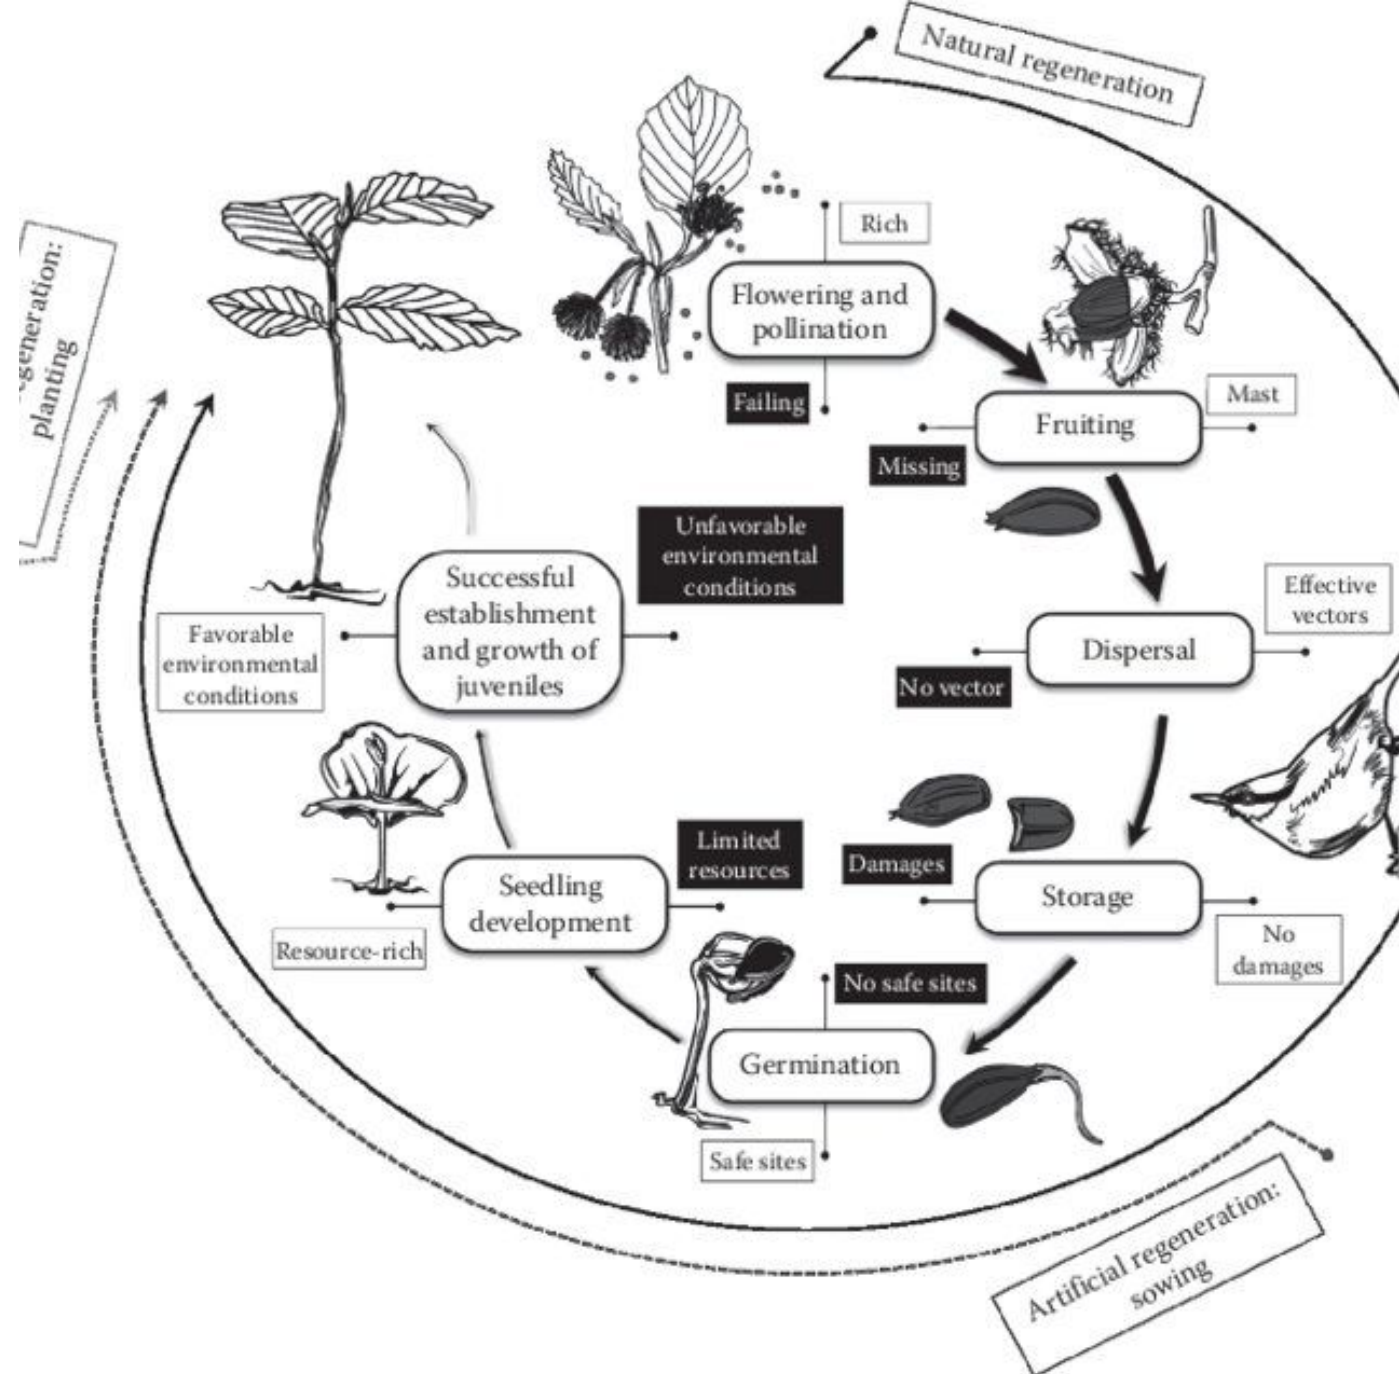 Natural regeneration
Rich
Flowering and
pollination
Failing
Mast
Fruiting
Missing
Effective
vectors
Dispersal
No vector
Damages
Storage
No
damages
No safe sites
Germination
Safe sites
Limited
resources
Seedling
development
Resource-rich
Unfavorable
environmental
conditions
Successful
establishment
and growth of
juveniles
Favorable
environmental
conditions
Artificial regeneration:
sowing
egeneration:
planting